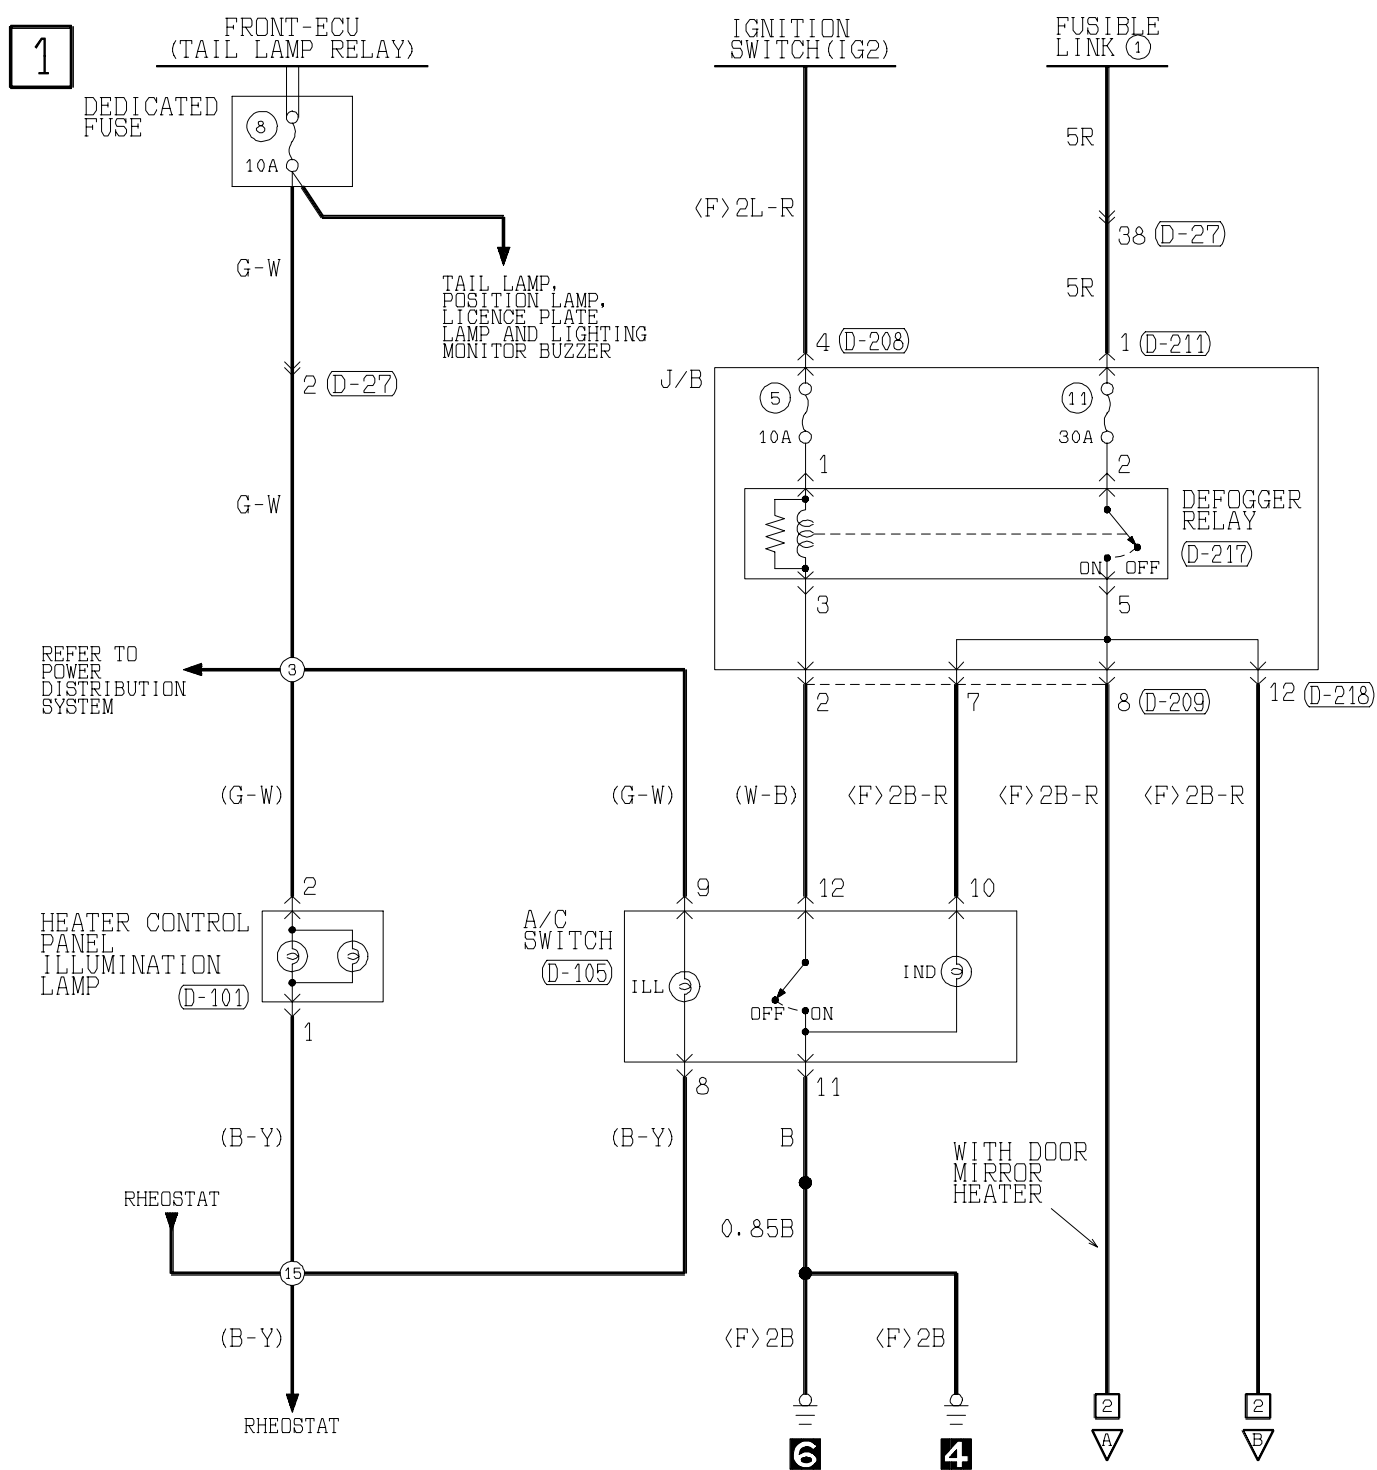 1
FRONT-ECU
(TAIL LAMP RELAY)
IGNITION
SWITCH(IG2)
FUSIBLE
LINK 1
DEDICATED
FUSE
8
10A
5R
<F>2L-R
38 D-27
G-W
TAIL LAMP,
POSITION LAMP,
LICENCE PLATE
LAMP AND LIGHTING
MONITOR BUZZER
5R
4 D-208
1 D-211
2 D-27
J/B
5
11
10A
30A
1
2
G-W
DEFOGGER
RELAY
D-217
ON
OFF
3
5
REFER TO
POWER
DISTRIBUTION
SYSTEM
3
2
7
8 D-209
12 D-218
(G-W)
(G-W)
(W-B)
<F>2B-R
<F>2B-R
<F>2B-R
2
9
12
10
HEATER CONTROL
PANEL
ILLUMINATION
LAMP
D-101
A/C
SWITCH
D-105
ILL
IND
OFF
ON
1
8
11
(B-Y)
(B-Y)
B
WITH DOOR
MIRROR
HEATER
RHEOSTAT
0.85B
15
(B-Y)
<F>2B
<F>2B
RHEOSTAT
2
2
6
4
A
B